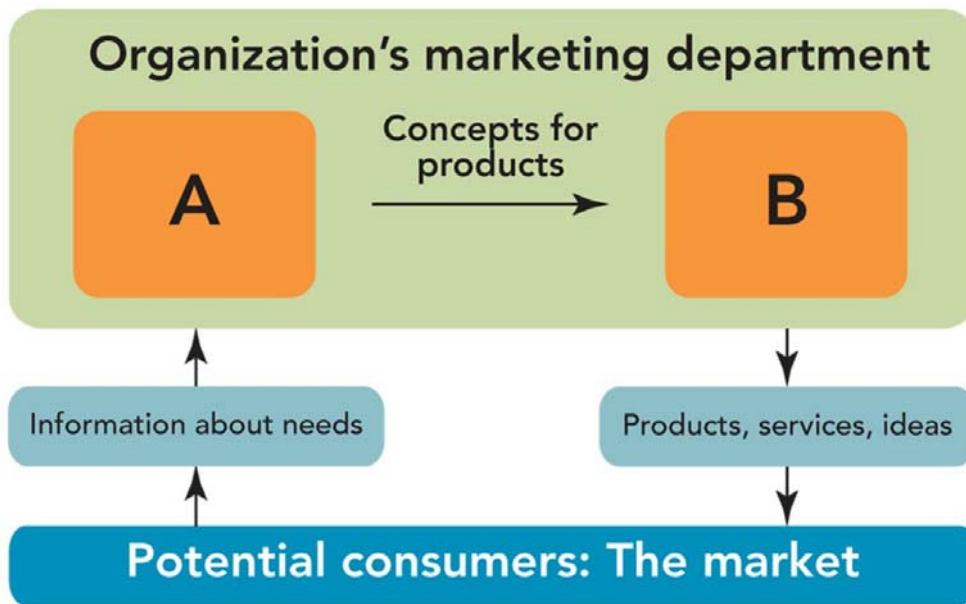 Organization’s marketing department
A
Concepts for
products
B
Information about needs
Products, services, ideas
Potential consumers: The market